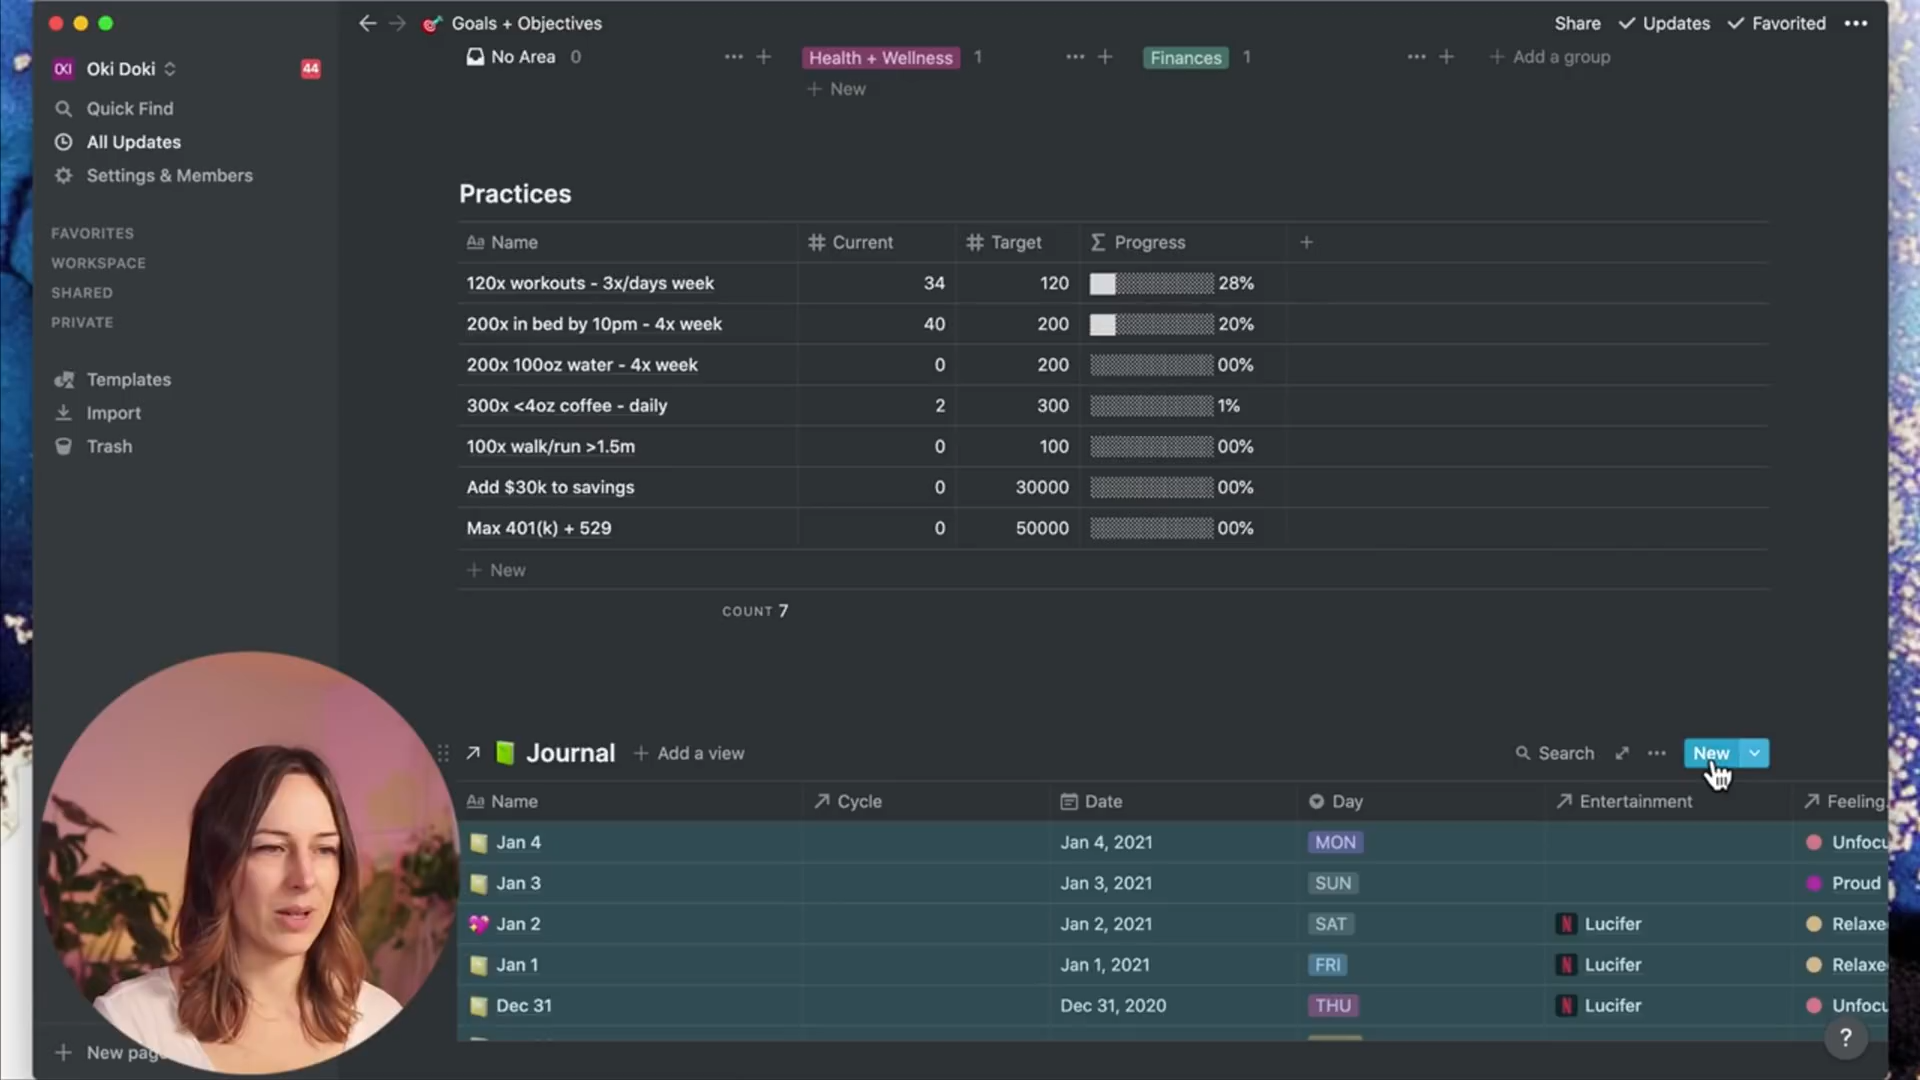 Goals + Objectives
Share Updates Favorited
OKI Oki Doki 44
Quick Find
All Updates
Settings & Members
FAVORITES
WORKSPACE
SHARED
PRIVATE
Templates
Import
Trash
New
No Area 0
Health + Wellness 1
Finances 1
Add a group
New
Practices
Name Current Target Progress
120x workouts - 3x/days week 34 120 28%
200x in bed by 10pm - 4x week 40 200 20%
200x 100oz water - 4x week 0 200 00%
300x <4oz coffee - daily 2 300 1%
100x walk/run >1.5m 0 100 00%
Add $30k to savings 0 30000 00%
Max 401(k) + 529 0 50000 00%
New
COUNT 7
Journal Add a view Search New
Name Cycle Date Day Entertainment Feeling
Jan 4 Jan 4, 2021 MON Unfocu
Jan 3 Jan 3, 2021 SUN Proud
Jan 2 Jan 2, 2021 SAT N Lucifer Relaxe
Jan 1 Jan 1, 2021 FRI N Lucifer Relaxe
Dec 31 Dec 31, 2020 THU N Lucifer Unfocu
?